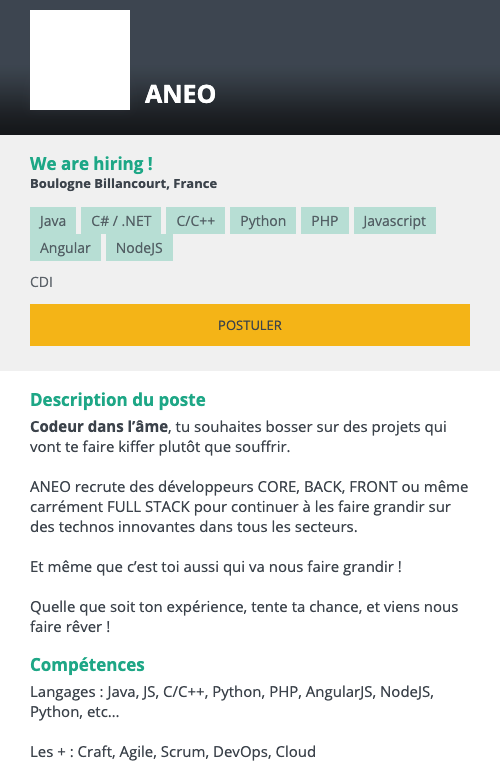 ANEO
We are hiring !
Boulogne Billancourt, France
Java C# / .NET C/C++ Python PHP Javascript
Angular NodeJS
CDI
POSTULER
Description du poste
Codeur dans l’âme, tu souhaites bosser sur des projets qui
vont te faire kiffer plutôt que souffrir.
ANEO recrute des développeurs CORE, BACK, FRONT ou même
carrément FULL STACK pour continuer à les faire grandir sur
des technos innovantes dans tous les secteurs.
Et même que c’est toi aussi qui va nous faire grandir !
Quelle que soit ton expérience, tente ta chance, et viens nous
faire rêver !
Compétences
Langages : Java, JS, C/C++, Python, PHP, AngularJS, NodeJS,
Python, etc...
Les + : Craft, Agile, Scrum, DevOps, Cloud